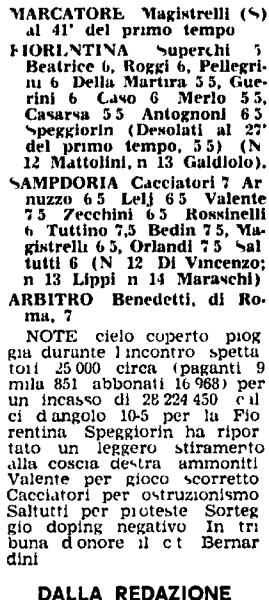 MARCATORE Magistrelli (S)
al 41' del primo tempo
FIORENTINA Superchi 5
Beatrice 6, Roggi 6, Pellegri
ni 6 Della Martira 5 5, Gue
rini 6 Caso 6 Merlo 5 5,
Casarsa 5 5 Antognoni 6 5
Speggiorin (Desolati al 27'
del primo tempo, 5 5) (N
12 Mattolini, n 13 Galdiolo).
SAMPDORIA Cacciatori 7 Ar
nuzzo 6 5 Lelj 6 5 Valente
7 5 Zecchini 6 5 Rossinelli
6 Tuttino 7,5 Bedin 7 5, Ma
gistrelli 6 5, Orlandi 7 5 Sal
tutti 6 (N 12 Di Vincenzo;
n 13 Lippi n 14 Maraschi)
ARBITRO Benedetti, di Ro
ma, 7
NOTE cielo coperto piog
gia durante l incontro spetta
tori 25 000 circa (paganti 9
mila 851 abbonati 16 968) per
un incasso di 28 224 450 cal
ci d angolo 10-5 per la Fio
rentina Speggiorin ha ripor
tato un leggero stiramento
alla coscia destra ammoniti
Valente per gioco scorretto
Cacciatori per ostruzionismo
Saltutti per proteste Sorteg
gio doping negativo In tri
buna d onore il c t Bernar
dini
DALLA REDAZIONE